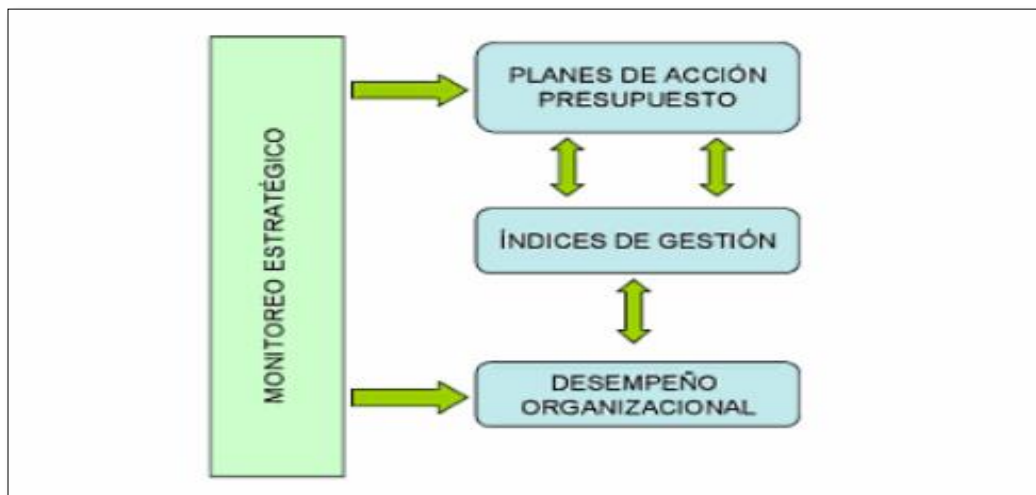 MONITOREO ESTRATÉGICO
PLANES DE ACCIÓN
PRESUPUESTO
ÍNDICES DE GESTIÓN
DESEMPEÑO
ORGANIZACIONAL